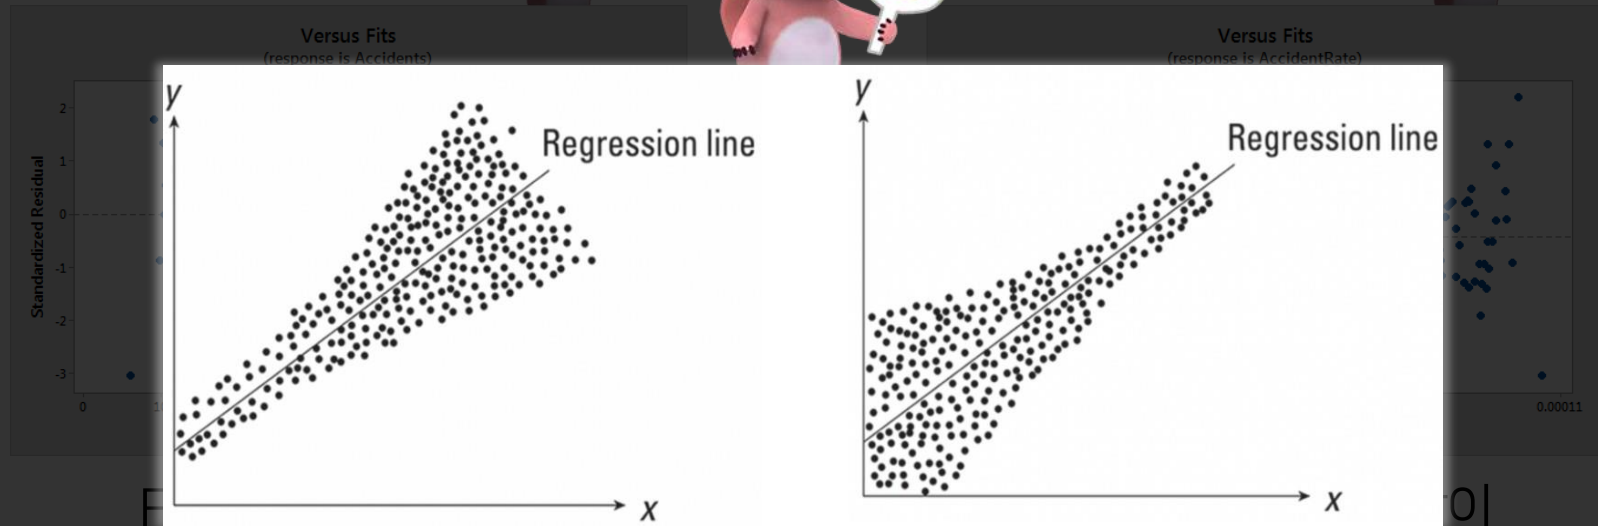 Versus Fits
(response is Accidents)
Versus Fits
(response is AccidentRate)
y
Regression line
x
y
Regression line
x
Standardized Residual
2
1
0
-1
-2
-3
0
0.00011